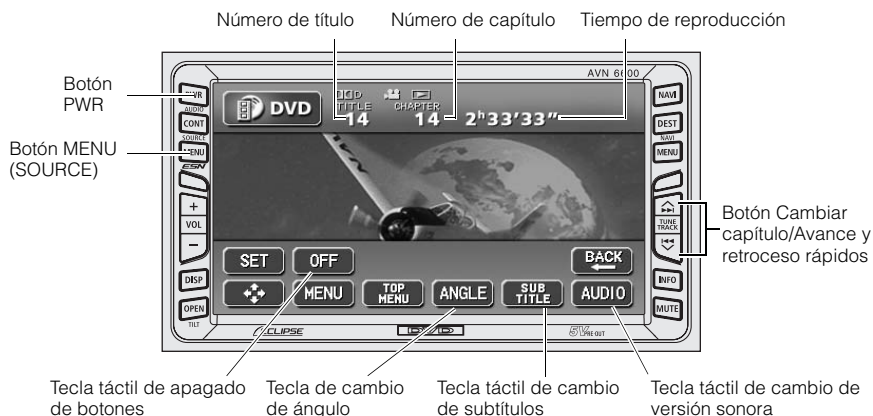 Número de título
Número de capítulo
Tiempo de reproducción
Botón
PWR
Botón MENU
(SOURCE)
AVN 6600
PWR
AUDIO
CONT
SOURCE
MENU
ESN
+
VOL
−
DISP
OPEN
TILT
DVD
TITLE
14
CHAPTER
14
2h33'33"
SET
OFF
BACK
MENU
TOP
MENU
ANGLE
SUB
TITLE
AUDIO
NAVI
DEST
NAVI
MENU
TUNE
TRACK
INFO
MUTE
ECLIPSE
5V PRE OUT
Botón Cambiar
capítulo/Avance y
retroceso rápidos
Tecla táctil de apagado
de botones
Tecla de cambio
de ángulo
Tecla táctil de cambio
de subtítulos
Tecla táctil de cambio de
versión sonora